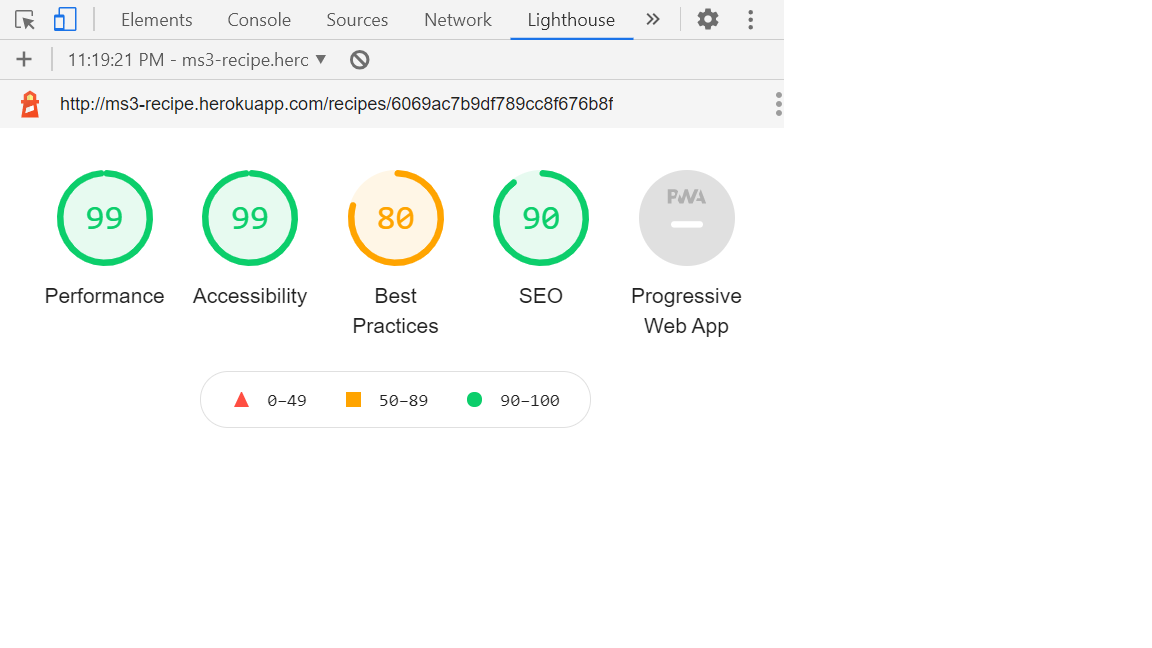 Elements Console Sources Network Lighthouse
11:19:21 PM - ms3-recipe.herc
http://ms3-recipe.herokuapp.com/recipes/6069ac7b9df789cc8f676b8f
99 99 80 90 PWA
Performance Accessibility Best Practices SEO Progressive Web App
0–49 50–89 90–100